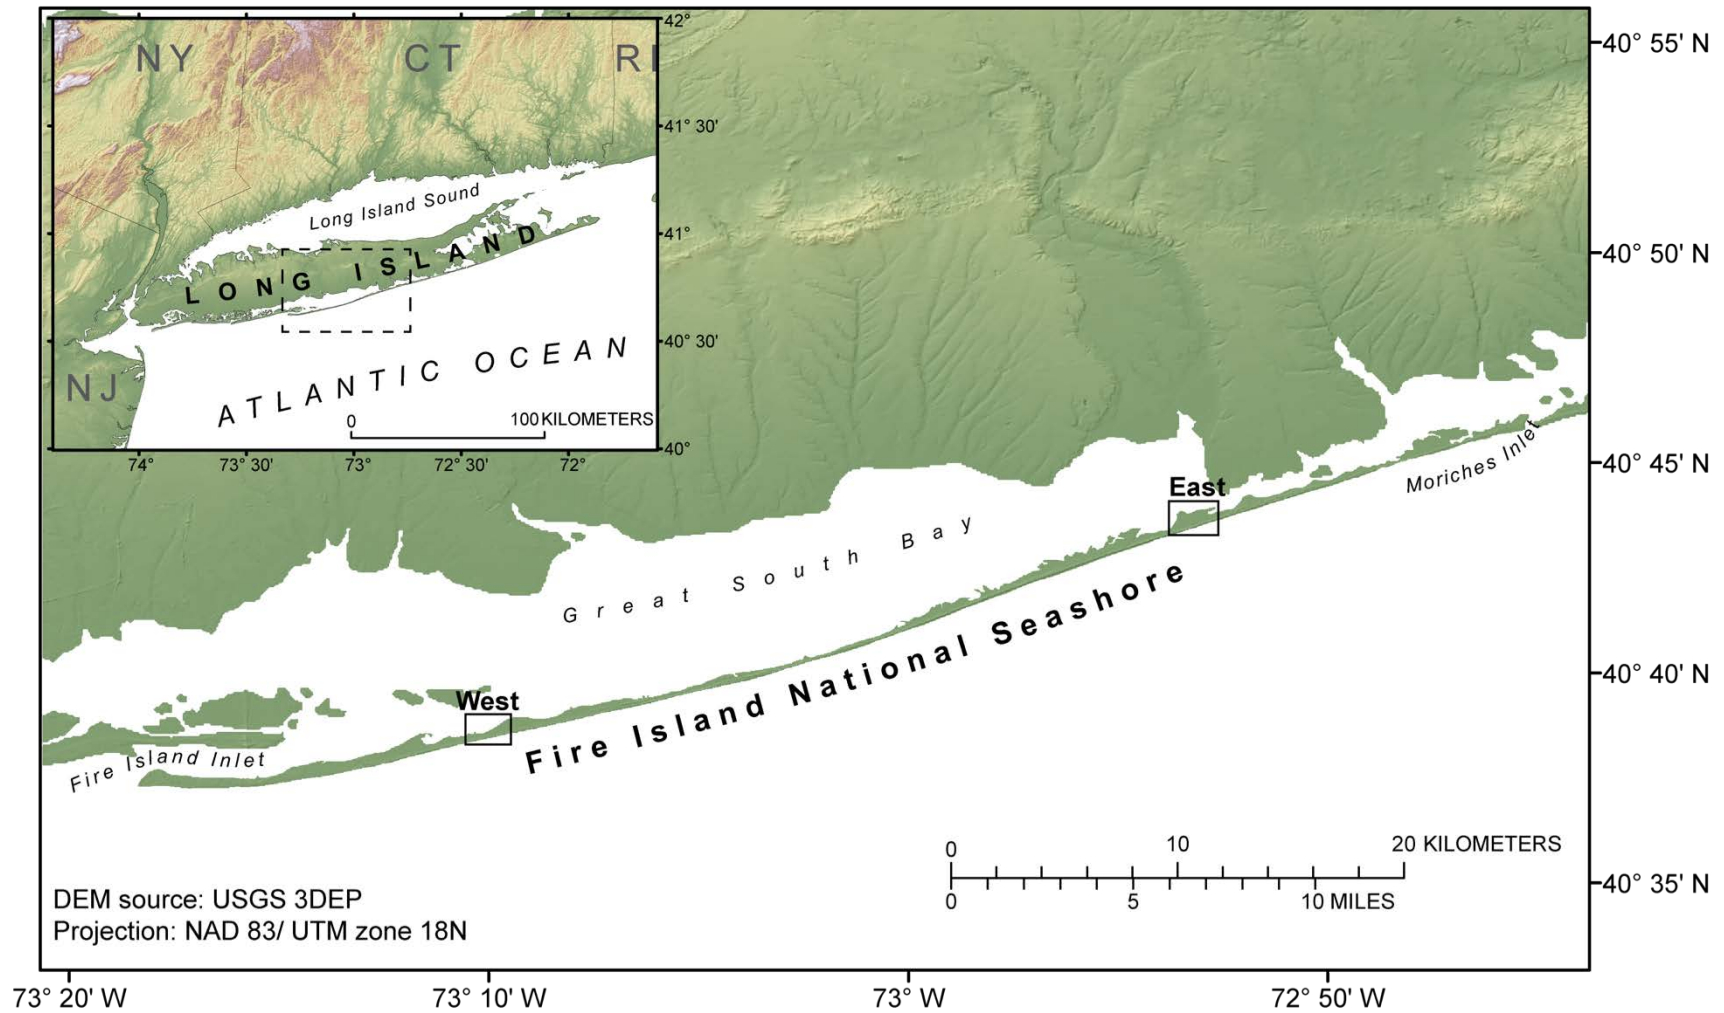 NY
CT
RI
Long Island Sound
LONG ISLAND
ATLANTIC OCEAN
NJ
0
100 KILOMETERS
42°
41° 30'
41°
40° 30'
40°
74°
73° 30'
73°
72° 30'
72°
40° 55' N
40° 50' N
40° 45' N
40° 40' N
40° 35' N
East
Moriches Inlet
Great South Bay
West
Fire Island National Seashore
Fire Island Inlet
0
10
20 KILOMETERS
0
5
10 MILES
DEM source: USGS 3DEP
Projection: NAD 83/ UTM zone 18N
73° 20' W
73° 10' W
73° W
72° 50' W